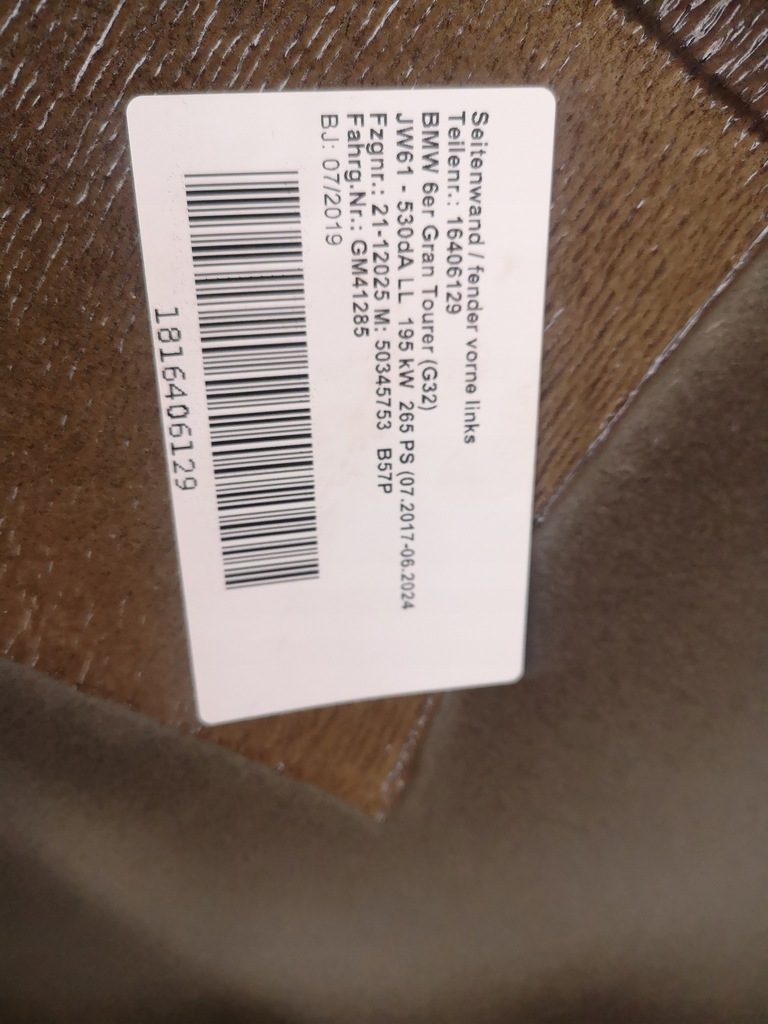 Seitenwand / fender vorne links
Teilenr.: 16406129
BMW 6er Gran Tourer (G32)
JW61 - 530dA LL 195 kW 265 PS (07.2017-06.2024
Fzgnr.: 21-12025 M: 50345753 B57P
Fahrg.Nr.: GM41285
BJ: 07/2019
1816406129